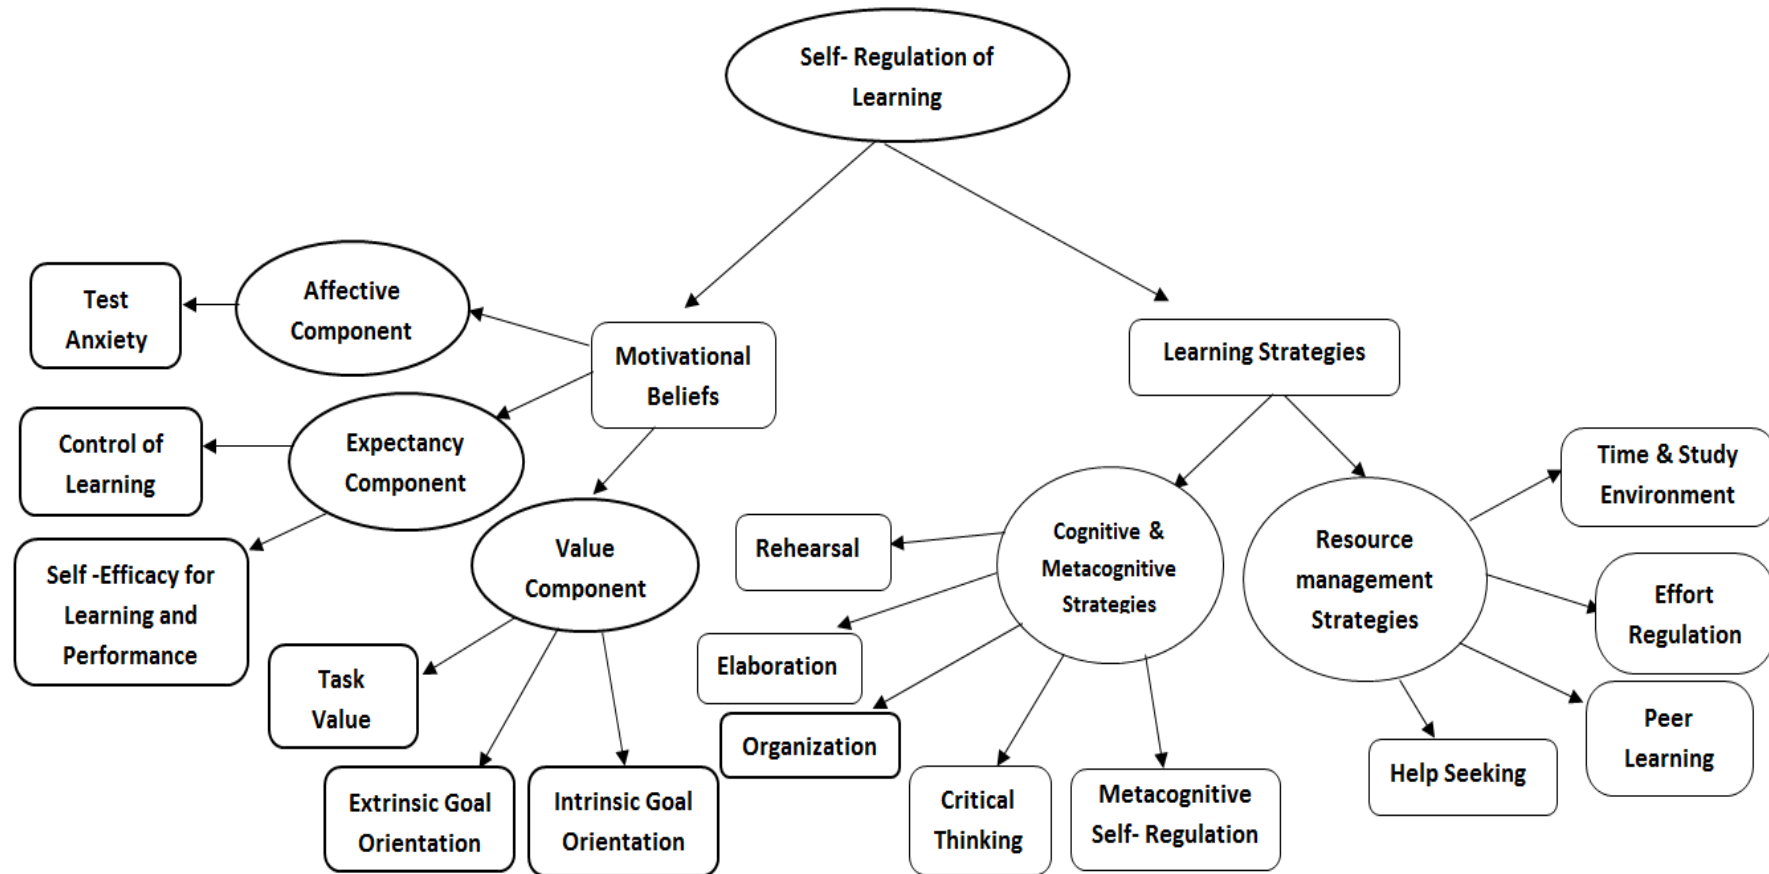 Self- Regulation of
Learning
Affective
Component
Test
Anxiety
Motivational
Beliefs
Learning Strategies
Expectancy
Component
Control of
Learning
Self -Efficacy for
Learning and
Performance
Value
Component
Task
Value
Extrinsic Goal
Orientation
Intrinsic Goal
Orientation
Cognitive &
Metacognitive
Strategies
Rehearsal
Elaboration
Organization
Critical
Thinking
Metacognitive
Self- Regulation
Resource
management
Strategies
Time & Study
Environment
Effort
Regulation
Peer
Learning
Help Seeking